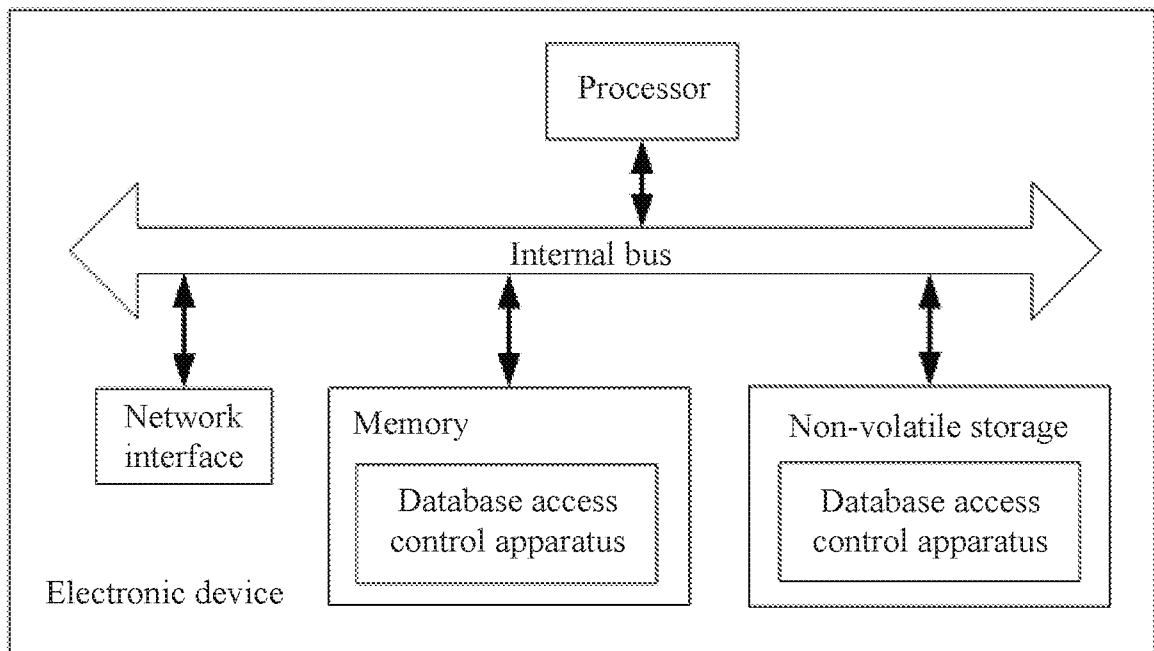 Processor
Internal bus
Network
interface
Memory
Database access
control apparatus
Non-volatile storage
Database access
control apparatus
Electronic device